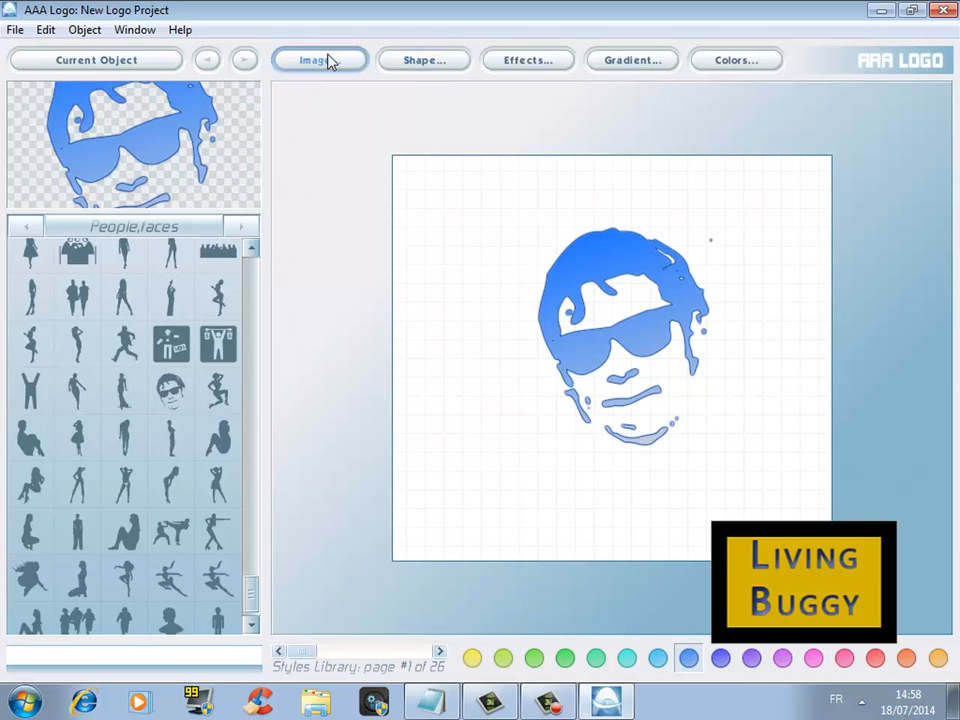 AAA Logo: New Logo Project
File Edit Object Window Help
Current Object
Shape... Effects... Gradient... Colors... AAA LOGO
People,faces
LIVING
BUGGY
Styles Library: page #1 of 26
99
FR
14:58
18/07/2014